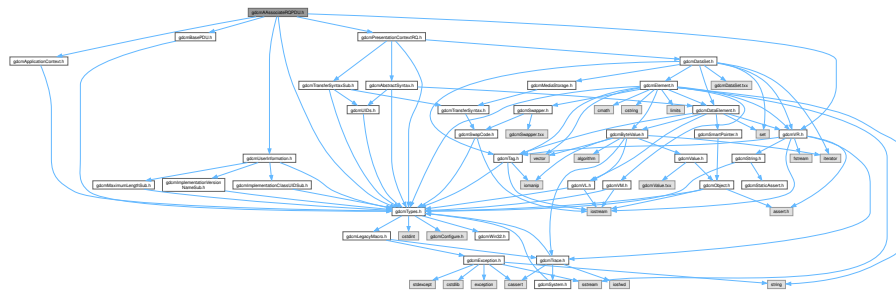 gdcmAAssociateRQPDU.h
gdcmBasePDU.h
gdcmPresentationContextRQ.h
gdcmApplicationContext.h
gdcmDataSet.h
gdcmTransferSyntaxSub.h
gdcmAbstractSyntax.h
gdcmMediaStorage.h
gdcmElement.h
gdcmDataSet.txx
gdcmUIDs.h
gdcmTransferSyntax.h
gdcmSwapper.h
cmath
cstring
limits
gdcmDataElement.h
gdcmSwapCode.h
gdcmSwapper.txx
gdcmByteValue.h
gdcmSmartPointer.h
set
gdcmVR.h
gdcmUserInformation.h
gdcmTag.h
vector
algorithm
gdcmValue.h
gdcmString.h
fstream
iterator
gdcmMaximumLengthSub.h
gdcmImplementationVersion
NameSub.h
gdcmImplementationClassUIDSub.h
iomanip
gdcmVL.h
gdcmVM.h
gdcmValue.txx
gdcmObject.h
gdcmStaticAssert.h
gdcmTypes.h
iostream
assert.h
gdcmLegacyMacro.h
cstdint
gdcmConfigure.h
gdcmWin32.h
gdcmException.h
gdcmTrace.h
stdexcept
cstdlib
exception
cassert
gdcmSystem.h
ostream
iosfwd
string